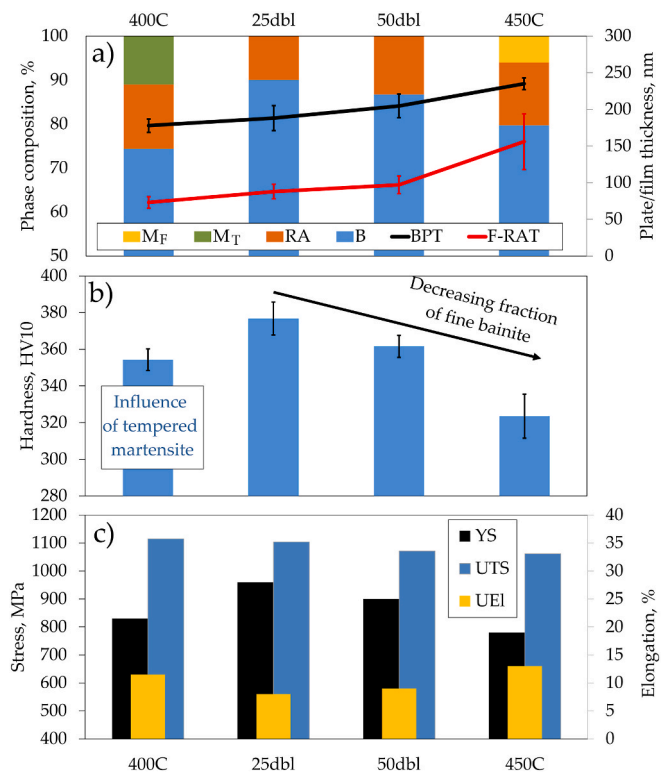 400C 25dbl 50dbl 450C
a)
Phase composition, %
100
90
80
70
60
50
300
250
200
150
100
50
0
Plate/film thickness, nm
M_F M_T RA B BPT F-RAT
b)
Hardness, HV10
400
380
360
340
320
300
280
Decreasing fraction
of fine bainite
Influence
of tempered
martensite
c)
Stress, MPa
1200
1100
1000
900
800
700
600
500
400
YS
UTS
UEl
40
35
30
25
20
15
10
5
0
Elongation, %
400C 25dbl 50dbl 450C